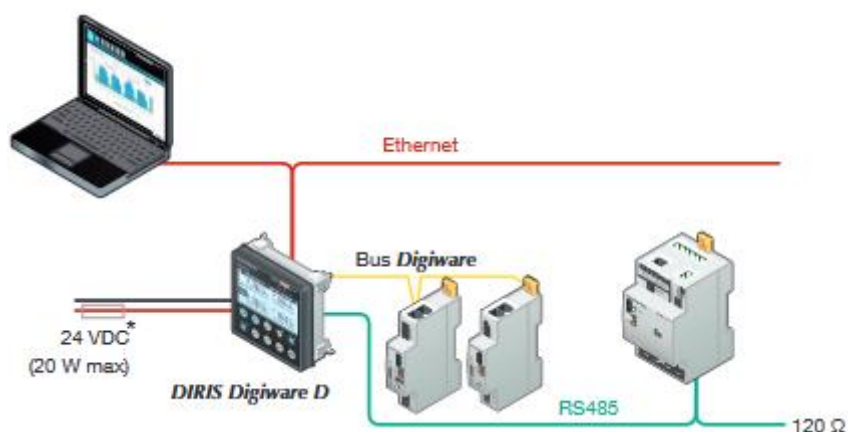 Ethernet
Bus Digiware
24 VDC*
(20 W max)
DIRIS Digiware D
RS485
120 Ω